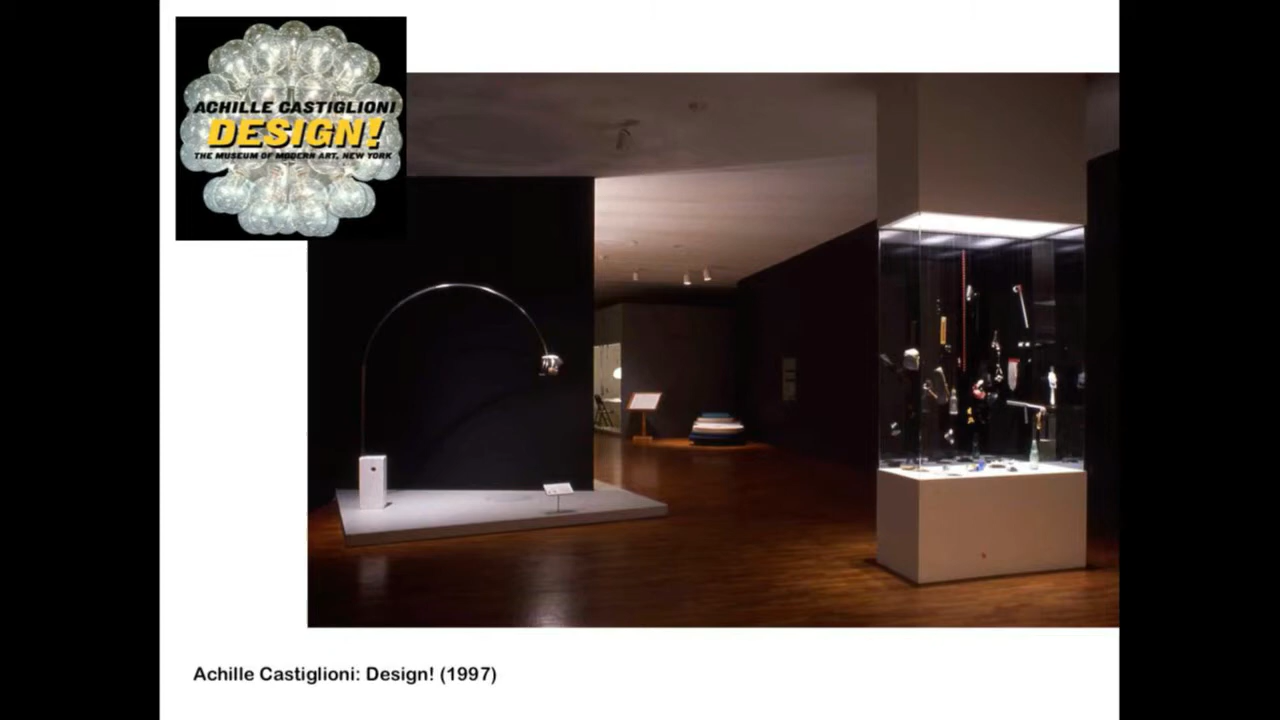 ACHILLE CASTIGLIONI
DESIGN!
THE MUSEUM OF MODERN ART, NEW YORK
Achille Castiglioni: Design! (1997)